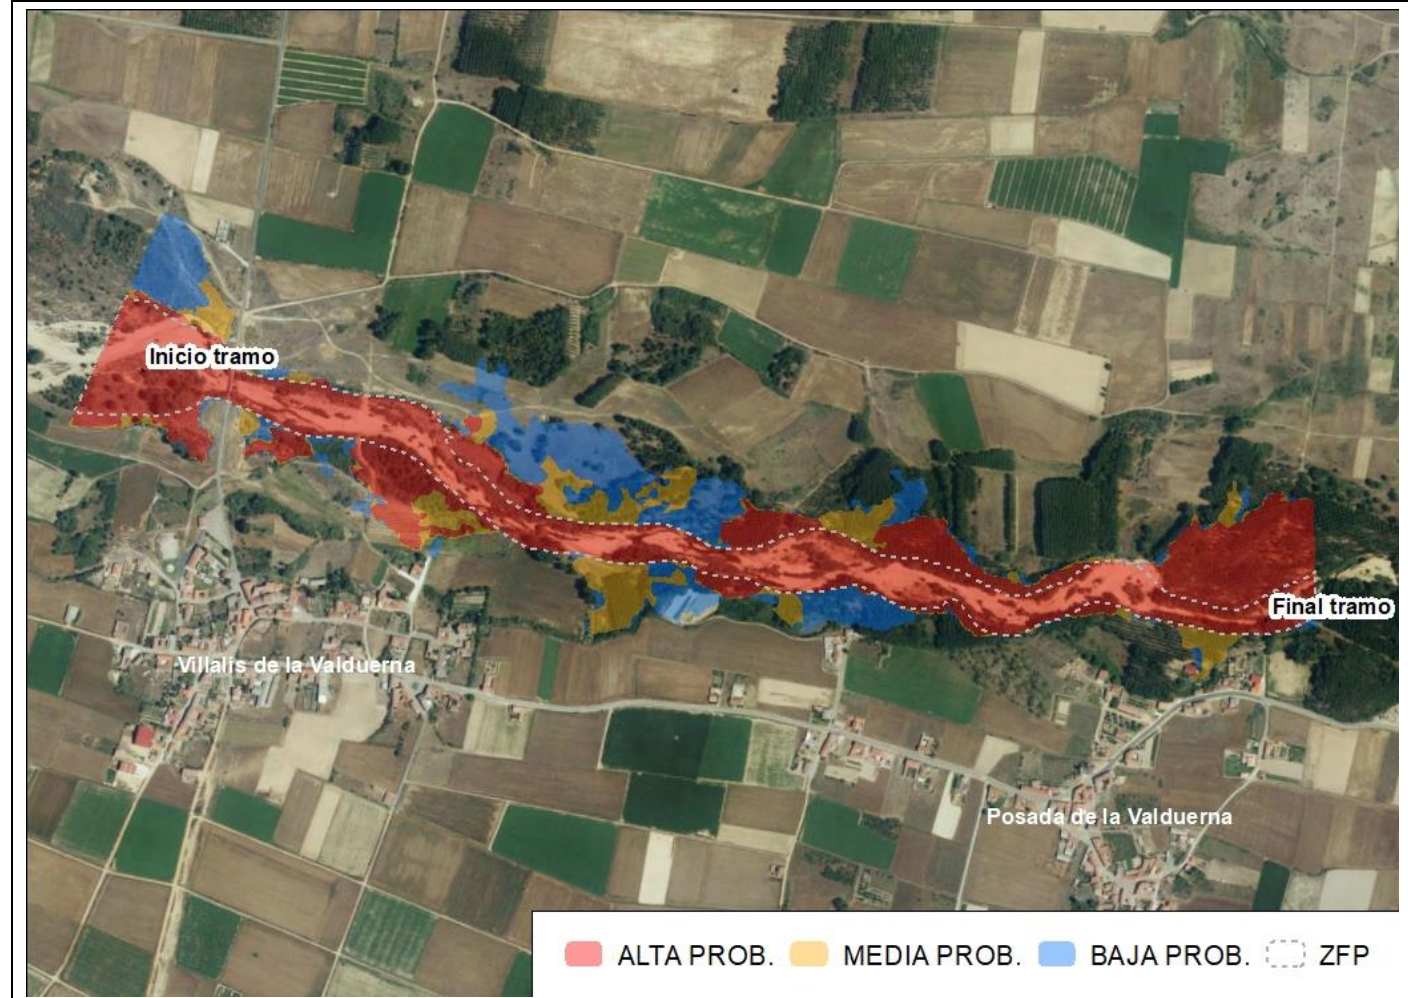 Inicio tramo
Final tramo
Villalís de la Valduerna
Posada de la Valduerna
ALTA PROB. MEDIA PROB. BAJA PROB. ZFP